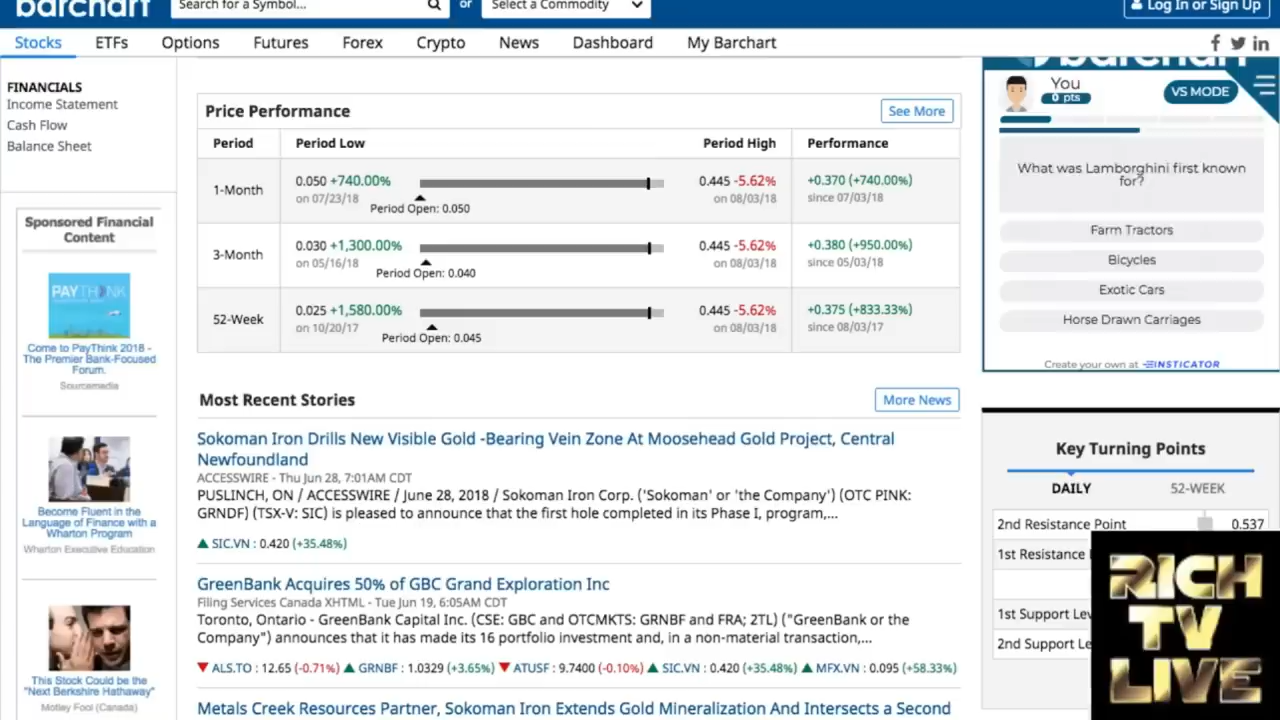 barchart
Search for a Symbol...
or
Select a Commodity
Log In or Sign Up
Stocks
ETFs
Options
Futures
Forex
Crypto
News
Dashboard
My Barchart
FINANCIALS
Income Statement
Cash Flow
Balance Sheet
Sponsored Financial
Content
PAYTHINK
Come to PayThink 2018 -
The Premier Bank-Focused
Forum.
Sourcemedia
Become Fluent in the
Language of Finance with a
Wharton Program
Wharton Executive Education
This Stock Could be the
"Next Berkshire Hathaway"
Motley Fool (Canada)
Price Performance
See More
Period
Period Low
Period High
Performance
1-Month
0.050 +740.00%
on 07/23/18
Period Open: 0.050
0.445 -5.62%
on 08/03/18
+0.370 (+740.00%)
since 07/03/18
3-Month
0.030 +1,300.00%
on 05/16/18
Period Open: 0.040
0.445 -5.62%
on 08/03/18
+0.380 (+950.00%)
since 05/03/18
52-Week
0.025 +1,580.00%
on 10/20/17
Period Open: 0.045
0.445 -5.62%
on 08/03/18
+0.375 (+833.33%)
since 08/03/17
Most Recent Stories
More News
Sokoman Iron Drills New Visible Gold -Bearing Vein Zone At Moosehead Gold Project, Central
Newfoundland
ACCESSWIRE - Thu Jun 28, 7:01AM CDT
PUSLINCH, ON / ACCESSWIRE / June 28, 2018 / Sokoman Iron Corp. ('Sokoman' or 'the Company') (OTC PINK:
GRNDF) (TSX-V: SIC) is pleased to announce that the first hole completed in its Phase I, program,...
SIC.VN : 0.420 (+35.48%)
GreenBank Acquires 50% of GBC Grand Exploration Inc
Filing Services Canada XHTML - Tue Jun 19, 6:05AM CDT
Toronto, Ontario - GreenBank Capital Inc. (CSE: GBC and OTCMKTS: GRNBF and FRA; 2TL) ("GreenBank or the
Company") announces that it has made its 16 portfolio investment and, in a non-material transaction,...
ALS.TO : 12.65 (-0.71%) GRNBF : 1.0329 (+3.65%) ATUSF : 9.7400 (-0.10%) SIC.VN : 0.420 (+35.48%) MFX.VN : 0.095 (+58.33%)
Metals Creek Resources Partner, Sokoman Iron Extends Gold Mineralization And Intersects a Second
barchart
You
0 pts
VS MODE
What was Lamborghini first known
for?
Farm Tractors
Bicycles
Exotic Cars
Horse Drawn Carriages
Create your own at INSTICATOR
Key Turning Points
DAILY
52-WEEK
2nd Resistance Point
0.537
1st Resistance
1st Support Lev
2nd Support Le
RICH
TV
LIVE